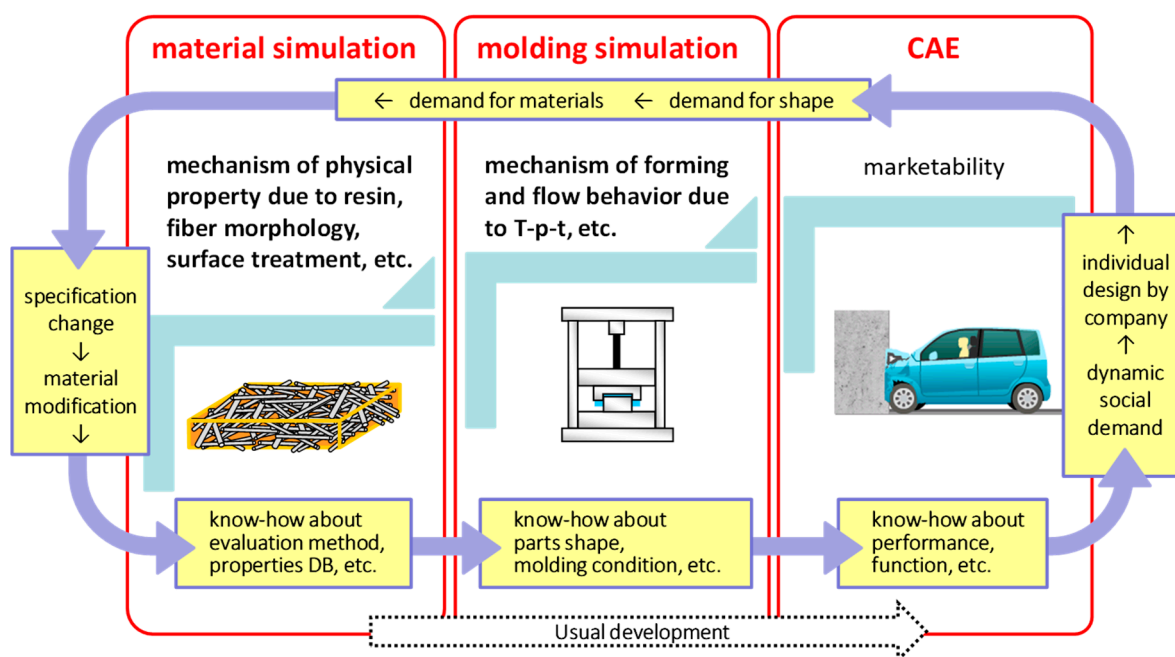 material simulation
molding simulation
CAE
← demand for materials ← demand for shape
mechanism of physical
property due to resin,
fiber morphology,
surface treatment, etc.
mechanism of forming
and flow behavior due
to T-p-t, etc.
marketability
specification
change
↓
material
modification
↓
↑
individual
design by
company
↑
dynamic
social
demand
know-how about
evaluation method,
properties DB, etc.
know-how about
parts shape,
molding condition, etc.
know-how about
performance,
function, etc.
Usual development